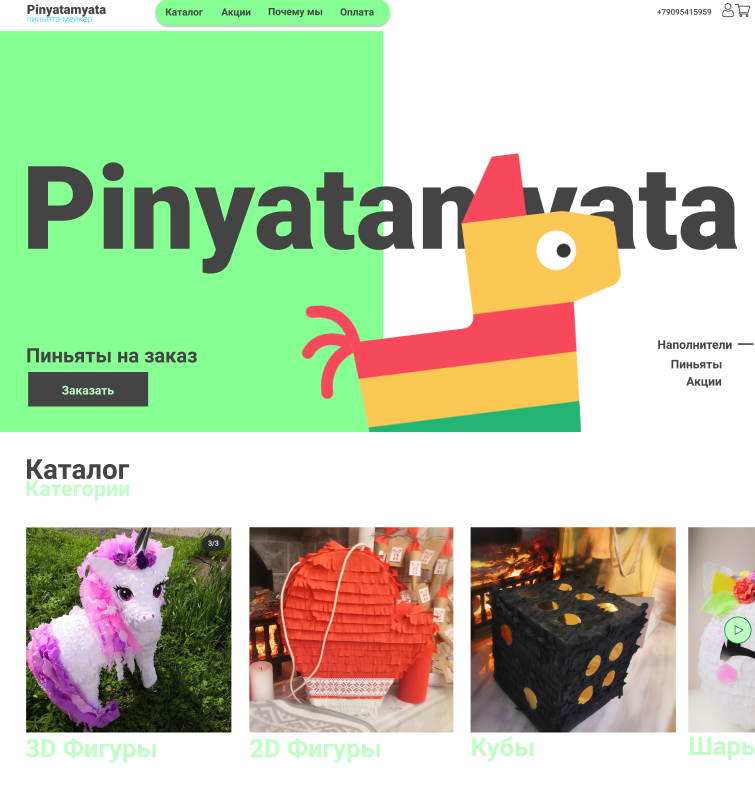 Pinyatamyata
пиньята-мейкер
Каталог Акции Почему мы Оплата
+79095415959
Pinyatamyata
Пиньяты на заказ
Заказать
Наполнители
Пиньяты
Акции
Каталог
Категории
3/3
3D Фигуры
2D Фигуры
Кубы
Шары